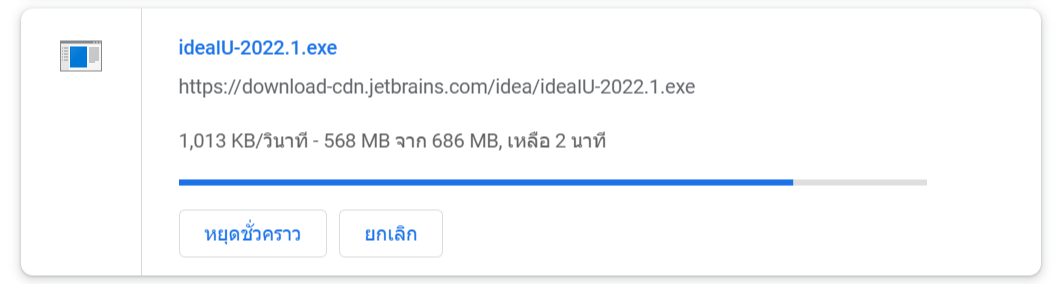 ideaIU-2022.1.exe
https://download-cdn.jetbrains.com/idea/ideaIU-2022.1.exe
1,013 KB/วินาที - 568 MB จาก 686 MB, เหลือ 2 นาที
หยุดชั่วคราว ยกเลิก